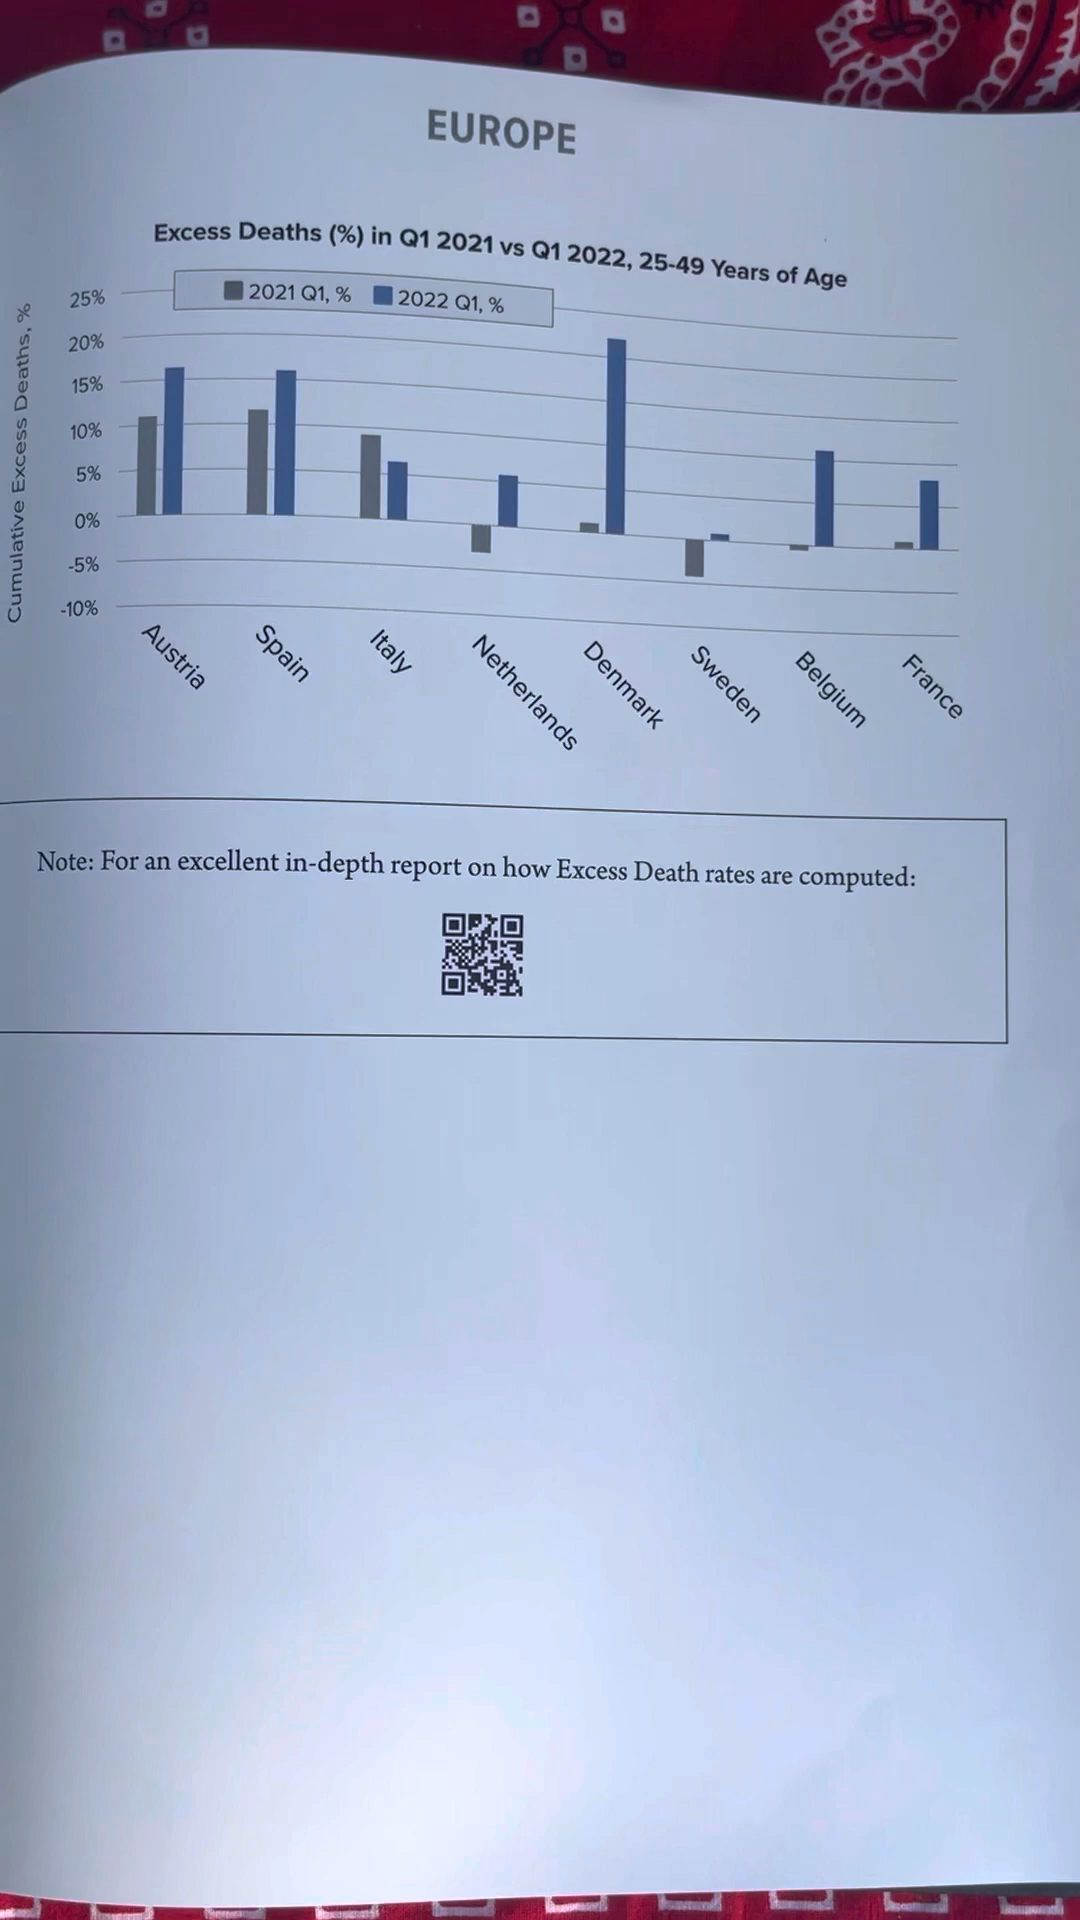 EUROPE
Excess Deaths (%) in Q1 2021 vs Q1 2022, 25-49 Years of Age
2021 Q1, % 2022 Q1, %
Cumulative Excess Deaths, %
25%
20%
15%
10%
5%
0%
-5%
-10%
Austria
Spain
Italy
Netherlands
Denmark
Sweden
Belgium
France
Note: For an excellent in-depth report on how Excess Death rates are computed: